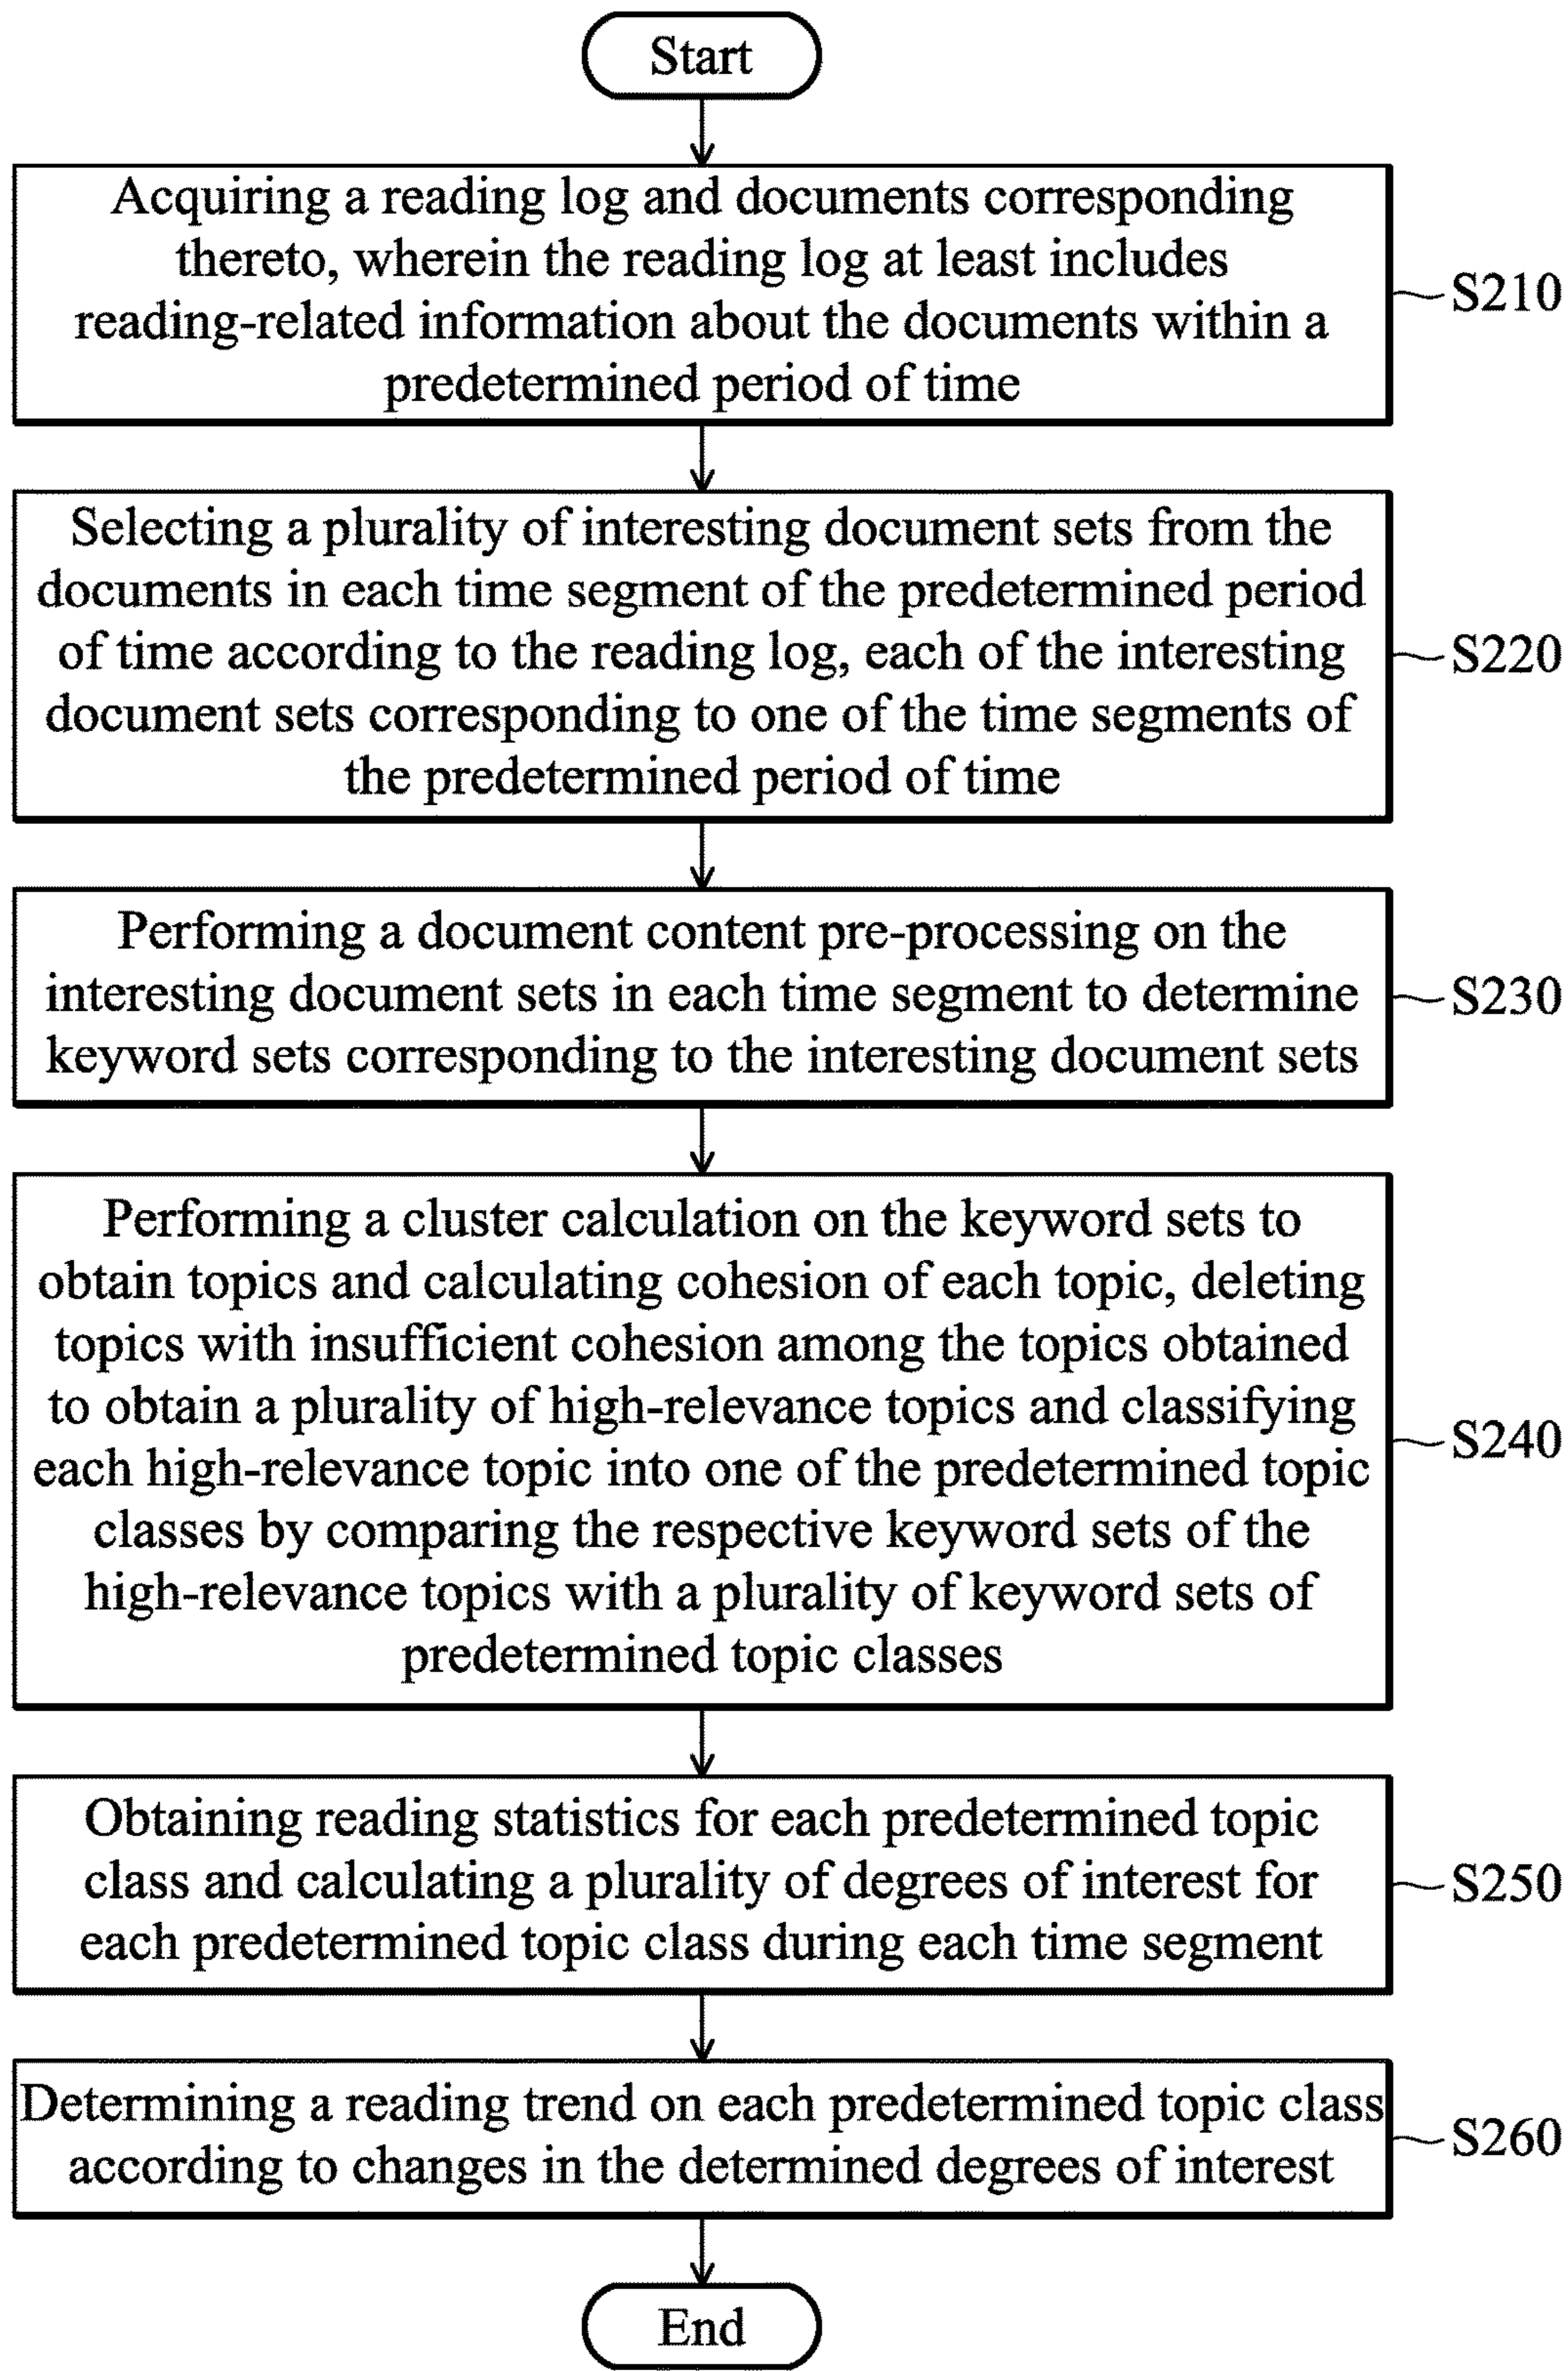 Start
Acquiring a reading log and documents corresponding
thereto, wherein the reading log at least includes
reading-related information about the documents within a
predetermined period of time
S210
Selecting a plurality of interesting document sets from the
documents in each time segment of the predetermined period
of time according to the reading log, each of the interesting
document sets corresponding to one of the time segments of
the predetermined period of time
S220
Performing a document content pre-processing on the
interesting document sets in each time segment to determine
keyword sets corresponding to the interesting document sets
S230
Performing a cluster calculation on the keyword sets to
obtain topics and calculating cohesion of each topic, deleting
topics with insufficient cohesion among the topics obtained
to obtain a plurality of high-relevance topics and classifying
each high-relevance topic into one of the predetermined topic
classes by comparing the respective keyword sets of the
high-relevance topics with a plurality of keyword sets of
predetermined topic classes
S240
Obtaining reading statistics for each predetermined topic
class and calculating a plurality of degrees of interest for
each predetermined topic class during each time segment
S250
Determining a reading trend on each predetermined topic class
according to changes in the determined degrees of interest
S260
End